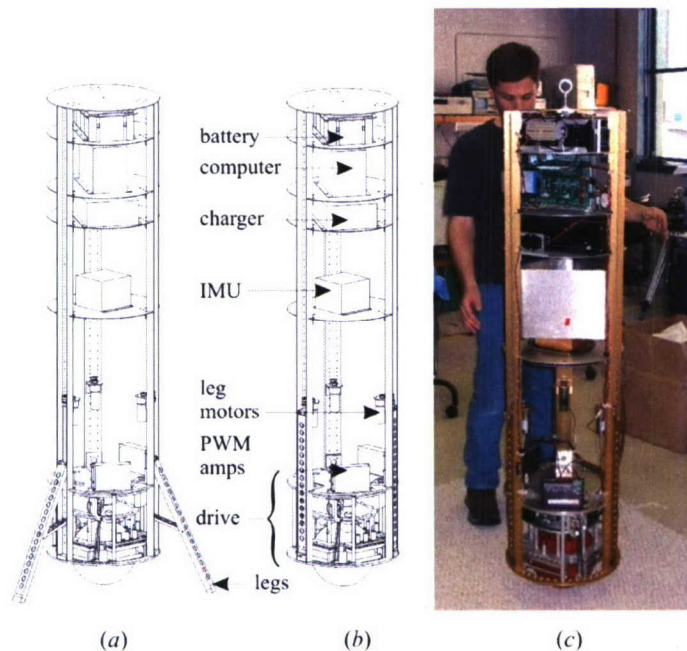 battery
computer
charger
IMU
leg
motors
PWM
amps
drive
legs
(a)
(b)
(c)